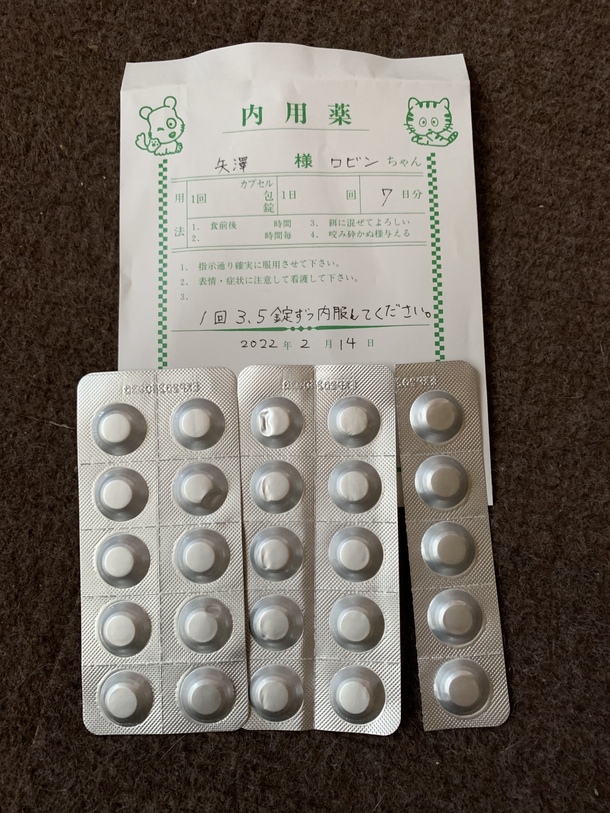 内用薬
矢澤 様 ロビン ちゃん
用法 1回 カプセル 包 錠 1日 回 7 日分
1. 食前後 時間 3. 餌に混ぜてよろしい
2. 時間毎 4. 咬み砕かぬ様与える
1. 指示通り確実に服用させて下さい。
2. 表情・症状に注意して看護して下さい。
3.
1回3.5錠ずつ内服してください。
2022 年 2 月 14 日